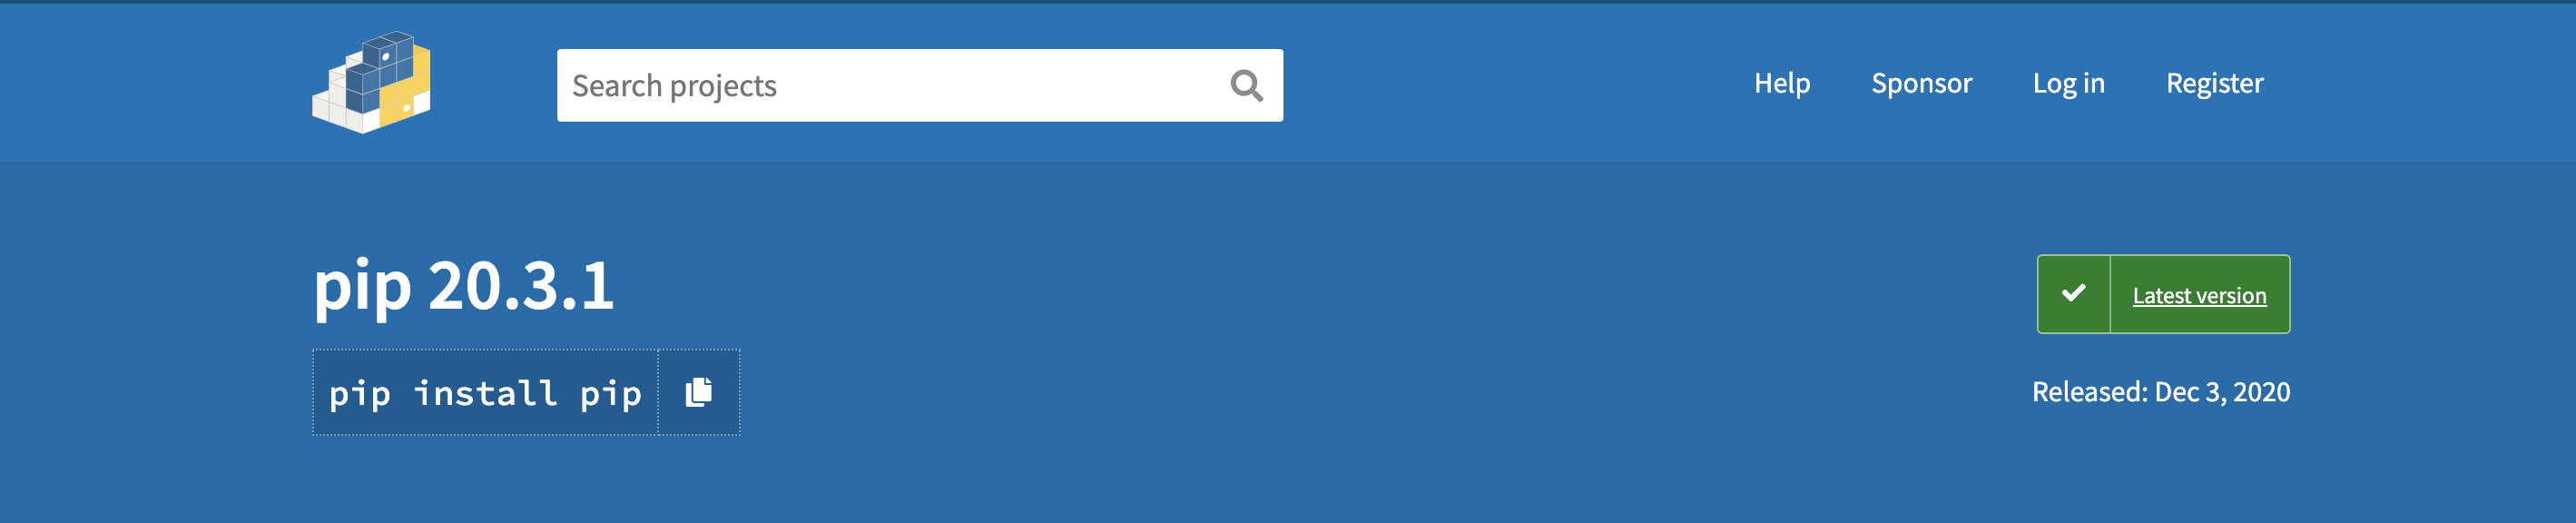 Search projects
Help
Sponsor
Log in
Register
pip 20.3.1
Latest version
pip install pip
Released: Dec 3, 2020